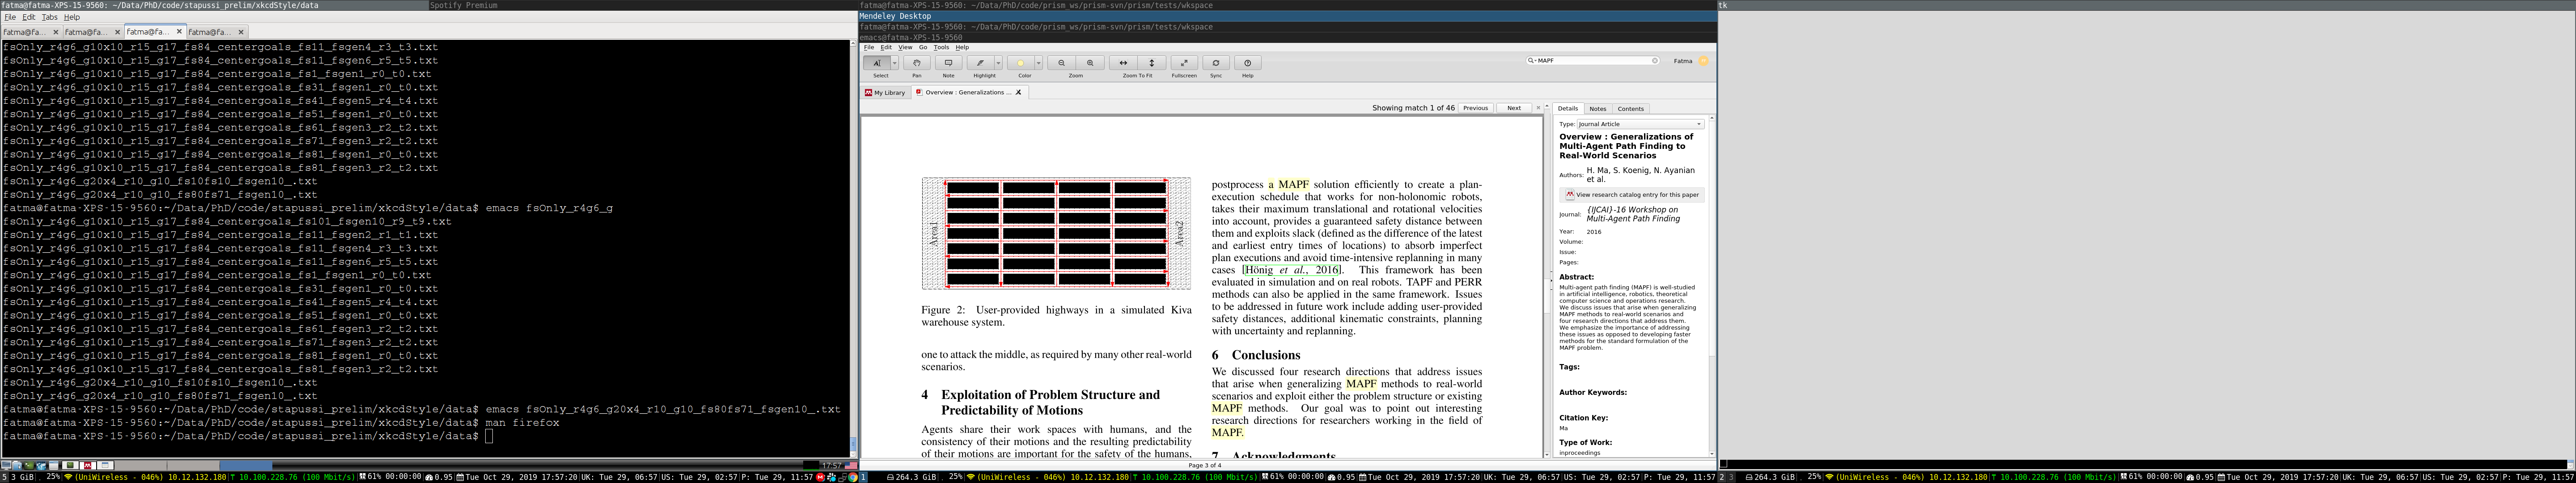 fatma@fatma-XPS-15-9560: ~/Data/PhD/code/stapussi_prelim/xkcdStyle/data
Spotify Premium
File Edit Tabs Help
fatma@fa...
fatma@fa...
fatma@fa...
fatma@fa...
fsOnly_r4g6_g10x10_r15_g17_fs84_centergoals_fs11_fsgen4_r3_t3.txt
fsOnly_r4g6_g10x10_r15_g17_fs84_centergoals_fs11_fsgen6_r5_t5.txt
fsOnly_r4g6_g10x10_r15_g17_fs84_centergoals_fs1_fsgen1_r0_t0.txt
fsOnly_r4g6_g10x10_r15_g17_fs84_centergoals_fs31_fsgen1_r0_t0.txt
fsOnly_r4g6_g10x10_r15_g17_fs84_centergoals_fs41_fsgen5_r4_t4.txt
fsOnly_r4g6_g10x10_r15_g17_fs84_centergoals_fs51_fsgen1_r0_t0.txt
fsOnly_r4g6_g10x10_r15_g17_fs84_centergoals_fs61_fsgen3_r2_t2.txt
fsOnly_r4g6_g10x10_r15_g17_fs84_centergoals_fs71_fsgen3_r2_t2.txt
fsOnly_r4g6_g10x10_r15_g17_fs84_centergoals_fs81_fsgen1_r0_t0.txt
fsOnly_r4g6_g10x10_r15_g17_fs84_centergoals_fs81_fsgen3_r2_t2.txt
fsOnly_r4g6_g20x4_r10_g10_fs10fs10_fsgen10_.txt
fsOnly_r4g6_g20x4_r10_g10_fs80fs71_fsgen10_.txt
fatma@fatma-XPS-15-9560:~/Data/PhD/code/stapussi_prelim/xkcdStyle/data$ emacs fsOnly_r4g6_g
fsOnly_r4g6_g10x10_r15_g17_fs84_centergoals_fs101_fsgen10_r9_t9.txt
fsOnly_r4g6_g10x10_r15_g17_fs84_centergoals_fs11_fsgen2_r1_t1.txt
fsOnly_r4g6_g10x10_r15_g17_fs84_centergoals_fs11_fsgen4_r3_t3.txt
fsOnly_r4g6_g10x10_r15_g17_fs84_centergoals_fs11_fsgen6_r5_t5.txt
fsOnly_r4g6_g10x10_r15_g17_fs84_centergoals_fs1_fsgen1_r0_t0.txt
fsOnly_r4g6_g10x10_r15_g17_fs84_centergoals_fs31_fsgen1_r0_t0.txt
fsOnly_r4g6_g10x10_r15_g17_fs84_centergoals_fs41_fsgen5_r4_t4.txt
fsOnly_r4g6_g10x10_r15_g17_fs84_centergoals_fs51_fsgen1_r0_t0.txt
fsOnly_r4g6_g10x10_r15_g17_fs84_centergoals_fs61_fsgen3_r2_t2.txt
fsOnly_r4g6_g10x10_r15_g17_fs84_centergoals_fs71_fsgen3_r2_t2.txt
fsOnly_r4g6_g10x10_r15_g17_fs84_centergoals_fs81_fsgen1_r0_t0.txt
fsOnly_r4g6_g10x10_r15_g17_fs84_centergoals_fs81_fsgen3_r2_t2.txt
fsOnly_r4g6_g20x4_r10_g10_fs10fs10_fsgen10_.txt
fsOnly_r4g6_g20x4_r10_g10_fs80fs71_fsgen10_.txt
fatma@fatma-XPS-15-9560:~/Data/PhD/code/stapussi_prelim/xkcdStyle/data$ emacs fsOnly_r4g6_g20x4_r10_g10_fs80fs71_fsgen10_.txt
fatma@fatma-XPS-15-9560:~/Data/PhD/code/stapussi_prelim/xkcdStyle/data$ man firefox
fatma@fatma-XPS-15-9560:~/Data/PhD/code/stapussi_prelim/xkcdStyle/data$
17:57
5 3 GiB 25% (UniWireless - 046%) 10.12.132.180 10.100.228.76 (100 Mbit/s) 61% 00:00:00 0.95 Tue Oct 29, 2019 17:57:20 UK: Tue 29, 06:57 US: Tue 29, 02:57 P: Tue 29, 11:57
fatma@fatma-XPS-15-9560: ~/Data/PhD/code/prism_ws/prism-svn/prism/tests/wkspace
Mendeley Desktop
fatma@fatma-XPS-15-9560: ~/Data/PhD/code/prism_ws/prism-svn/prism/tests/wkspace
emacs@fatma-XPS-15-9560
File Edit View Go Tools Help
Select Pan Note Highlight Color Zoom Zoom To Fit Fullscreen Sync Help
MAPF
Fatma
My Library
Overview : Generalizations ...
Showing match 1 of 46 Previous Next
Area1
Area2
Figure 2: User-provided highways in a simulated Kiva
warehouse system.
one to attack the middle, as required by many other real-world
scenarios.
4 Exploitation of Problem Structure and
Predictability of Motions
Agents share their work spaces with humans, and the
consistency of their motions and the resulting predictability
of their motions are important for the safety of the humans,
postprocess a MAPF solution efficiently to create a plan-
execution schedule that works for non-holonomic robots,
takes their maximum translational and rotational velocities
into account, provides a guaranteed safety distance between
them and exploits slack (defined as the difference of the latest
and earliest entry times of locations) to absorb imperfect
plan executions and avoid time-intensive replanning in many
cases [Hönig et al., 2016]. This framework has been
evaluated in simulation and on real robots. TAPF and PERR
methods can also be applied in the same framework. Issues
to be addressed in future work include adding user-provided
safety distances, additional kinematic constraints, planning
with uncertainty and replanning.
6 Conclusions
We discussed four research directions that address issues
that arise when generalizing MAPF methods to real-world
scenarios and exploit either the problem structure or existing
MAPF methods. Our goal was to point out interesting
research directions for researchers working in the field of
MAPF.
7 Acknowledgments
Page 3 of 4
Details Notes Contents
Type: Journal Article
Overview : Generalizations of
Multi-Agent Path Finding to
Real-World Scenarios
Authors: H. Ma, S. Koenig, N. Ayanian
et al.
View research catalog entry for this paper
Journal: {IJCAI}-16 Workshop on
Multi-Agent Path Finding
Year: 2016
Volume:
Issue:
Pages:
Abstract:
Multi-agent path finding (MAPF) is well-studied
in artificial intelligence, robotics, theoretical
computer science and operations research.
We discuss issues that arise when generalizing
MAPF methods to real-world scenarios and
four research directions that address them.
We emphasize the importance of addressing
these issues as opposed to developing faster
methods for the standard formulation of the
MAPF problem.
Tags:
Author Keywords:
Citation Key:
Ma
Type of Work:
inproceedings
1 264.3 GiB 25% (UniWireless - 046%) 10.12.132.180 10.100.228.76 (100 Mbit/s) 61% 00:00:00 0.95 Tue Oct 29, 2019 17:57:20 UK: Tue 29, 06:57 US: Tue 29, 02:57 P: Tue 29, 11:57
tk
2 3 264.3 GiB 25% (UniWireless - 046%) 10.12.132.180 10.100.228.76 (100 Mbit/s) 61% 00:00:00 0.95 Tue Oct 29, 2019 17:57:20 UK: Tue 29, 06:57 US: Tue 29, 02:57 P: Tue 29, 11:57